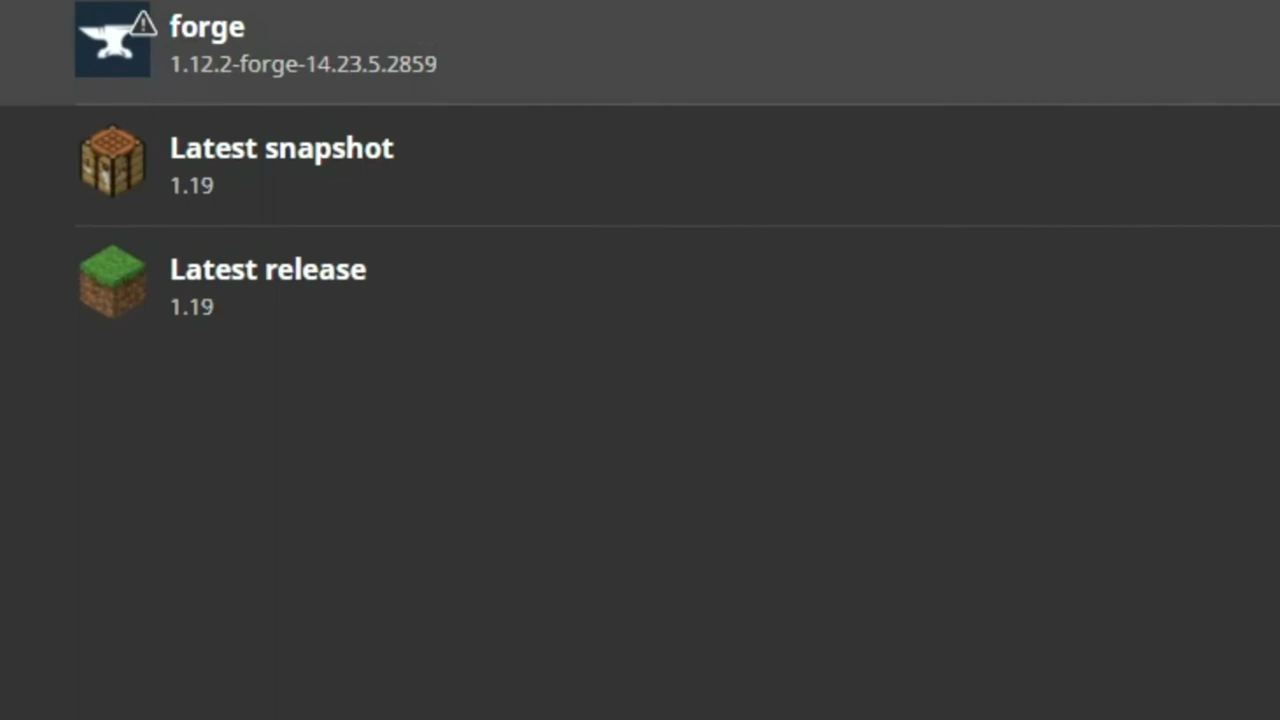 forge
1.12.2-forge-14.23.5.2859
Latest snapshot
1.19
Latest release
1.19